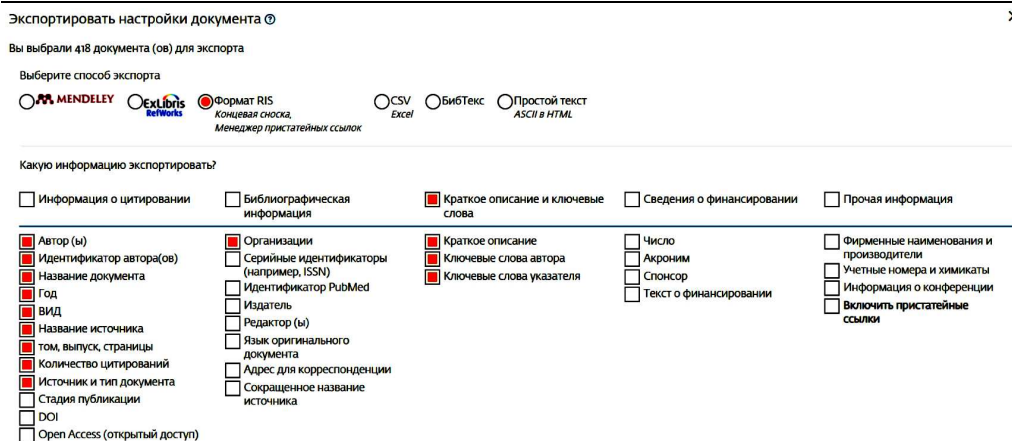 Экспортировать настройки документа
Вы выбрали 418 документа (ов) для экспорта
Выберите способ экспорта
MENDELEY
ExLibris
RefWorks
Формат RIS
Концевая сноска,
Менеджер пристатейных ссылок
CSV
Excel
БибТекс
Простой текст
ASCII в HTML
Какую информацию экспортировать?
Информация о цитировании
Библиографическая
информация
Краткое описание и ключевые
слова
Сведения о финансировании
Прочая информация
Автор (ы)
Идентификатор автора(ов)
Название документа
Год
ВИД
Название источника
том, выпуск, страницы
Количество цитирований
Источник и тип документа
Стадия публикации
DOI
Open Access (открытый доступ)
Организации
Серийные идентификаторы
(например, ISSN)
Идентификатор PubMed
Издатель
Редактор (ы)
Язык оригинального
документа
Адрес для корреспонденции
Сокращенное название
источника
Краткое описание
Ключевые слова автора
Ключевые слова указателя
Число
Акроним
Спонсор
Текст о финансировании
Фирменные наименования и
производители
Учетные номера и химикаты
Информация о конференции
Включить пристатейные
ссылки